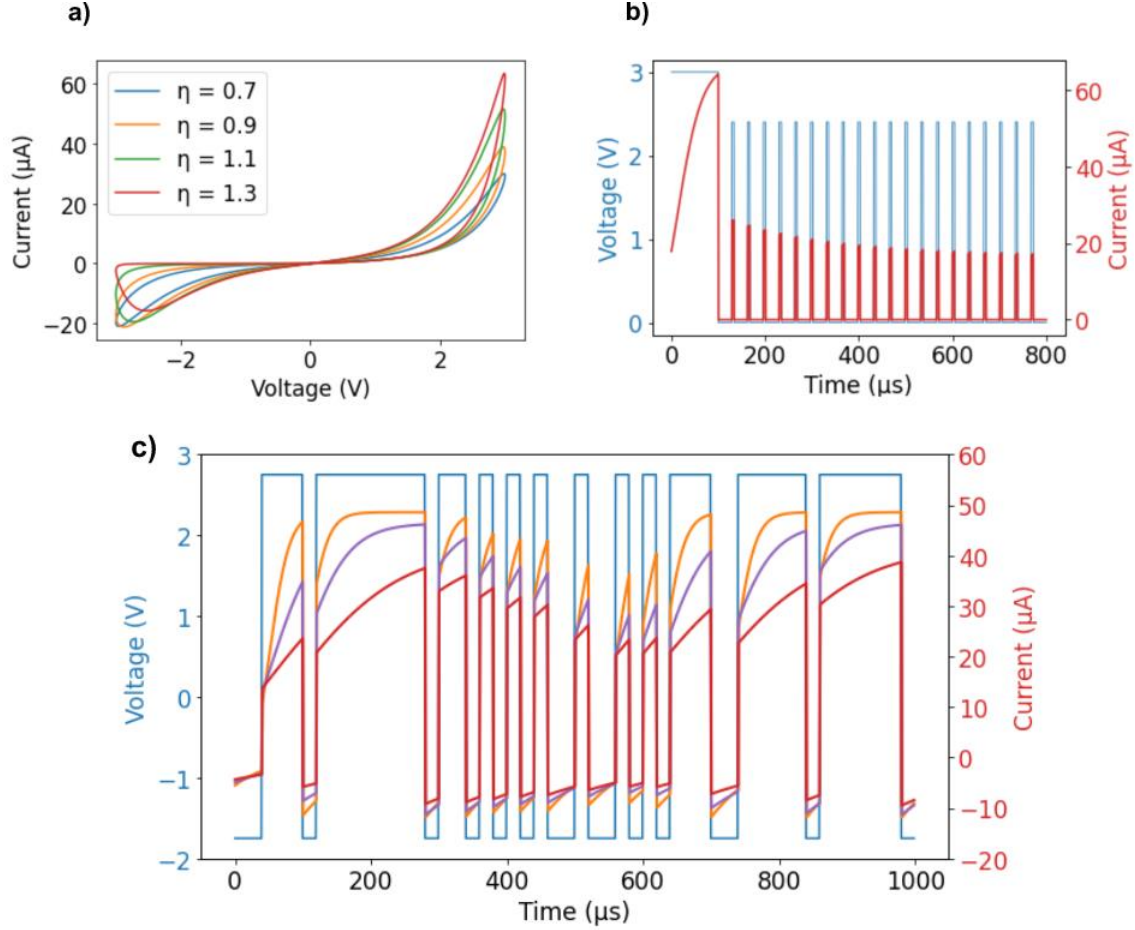 a)
Current (μA)
60
40
20
0
−20
η = 0.7
η = 0.9
η = 1.1
η = 1.3
−2
0
2
Voltage (V)
b)
Voltage (V)
3
2
1
0
60
40
20
0
Current (μA)
0
200
400
600
800
Time (μs)
c)
Voltage (V)
3
2
1
0
−1
−2
60
50
40
30
20
10
0
−10
−20
Current (μA)
0
200
400
600
800
1000
Time (μs)